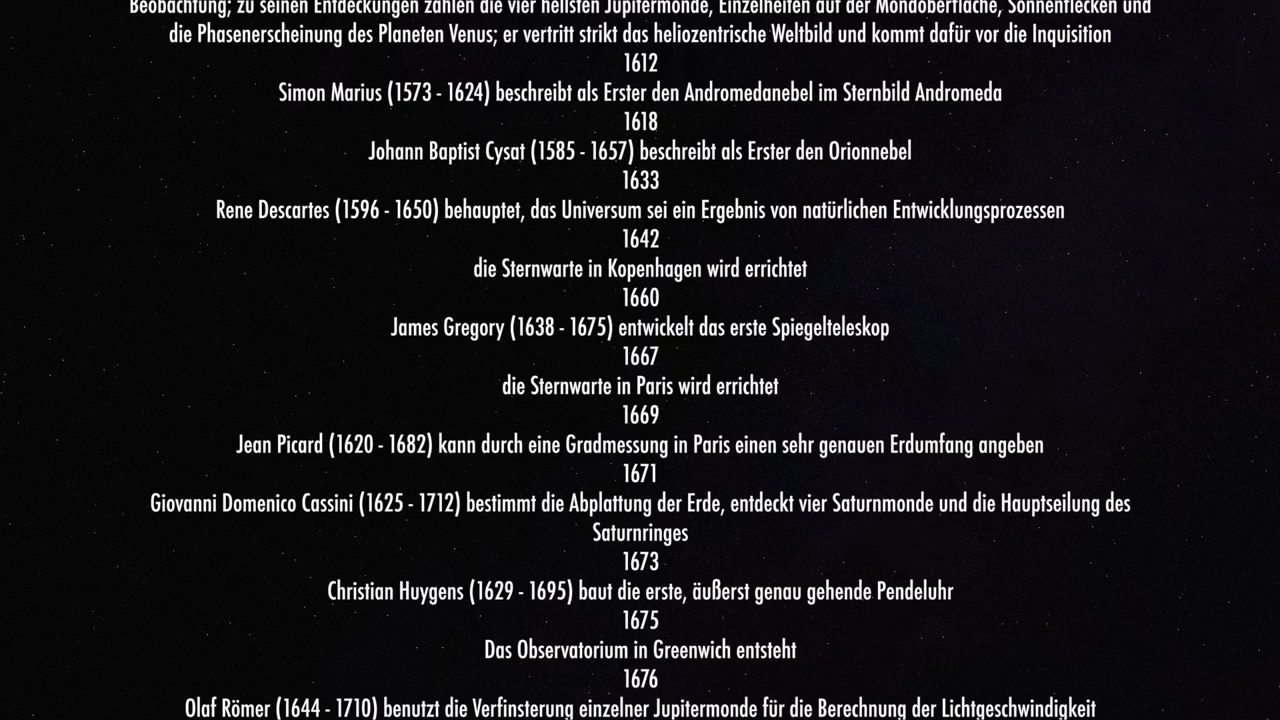 Beobachtung; zu seinen Entdeckungen zählen die vier hellsten Jupitermonde, Einzelheiten auf der Mondoberfläche, Sonnenflecken und
die Phasenerscheinung des Planeten Venus; er vertritt strikt das heliozentrische Weltbild und kommt dafür vor die Inquisition
1612
Simon Marius (1573 - 1624) beschreibt als Erster den Andromedanebel im Sternbild Andromeda
1618
Johann Baptist Cysat (1585 - 1657) beschreibt als Erster den Orionnebel
1633
Rene Descartes (1596 - 1650) behauptet, das Universum sei ein Ergebnis von natürlichen Entwicklungsprozessen
1642
die Sternwarte in Kopenhagen wird errichtet
1660
James Gregory (1638 - 1675) entwickelt das erste Spiegelteleskop
1667
die Sternwarte in Paris wird errichtet
1669
Jean Picard (1620 - 1682) kann durch eine Gradmessung in Paris einen sehr genauen Erdumfang angeben
1671
Giovanni Domenico Cassini (1625 - 1712) bestimmt die Abplattung der Erde, entdeckt vier Saturnmonde und die Hauptseilung des
Saturnringes
1673
Christian Huygens (1629 - 1695) baut die erste, äußerst genau gehende Pendeluhr
1675
Das Observatorium in Greenwich entsteht
1676
Olaf Römer (1644 - 1710) benutzt die Verfinsterung einzelner Jupitermonde für die Berechnung der Lichtgeschwindigkeit